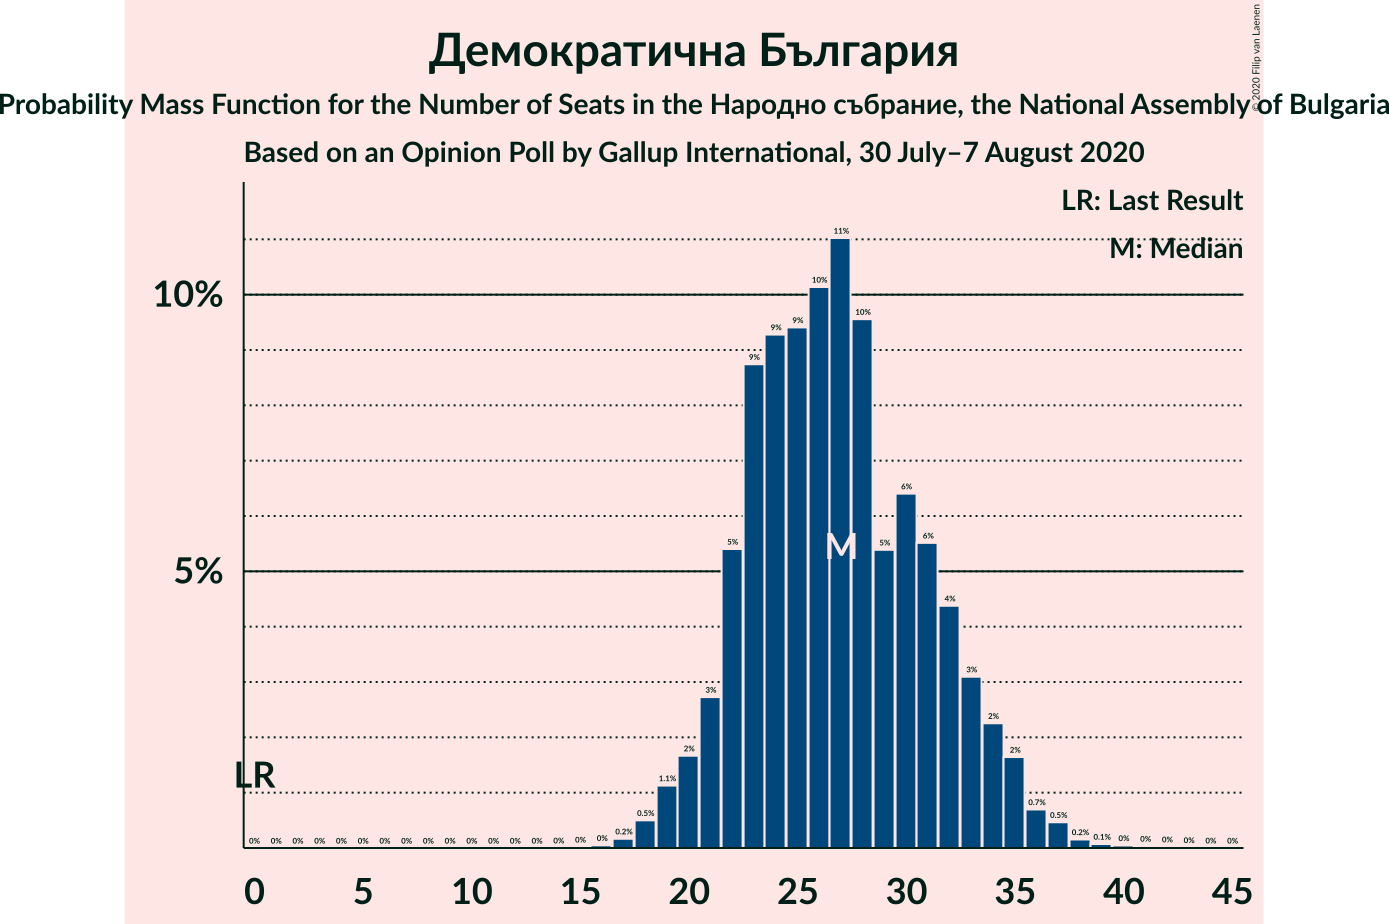 © 2020 Filip van Laenen
Демократична България
Probability Mass Function for the Number of Seats in the Народно събрание, the National Assembly of Bulgaria
Based on an Opinion Poll by Gallup International, 30 July–7 August 2020
LR: Last Result
M: Median
10%
5%
LR
M
0% 0% 0% 0% 0% 0% 0% 0% 0% 0% 0% 0% 0% 0% 0% 0% 0% 0.2% 0.5% 1.1% 2% 3% 5% 9% 9% 9% 10% 11% 10% 5% 6% 6% 4% 3% 2% 2% 0.7% 0.5% 0.2% 0.1% 0% 0% 0% 0% 0% 0%
0 5 10 15 20 25 30 35 40 45